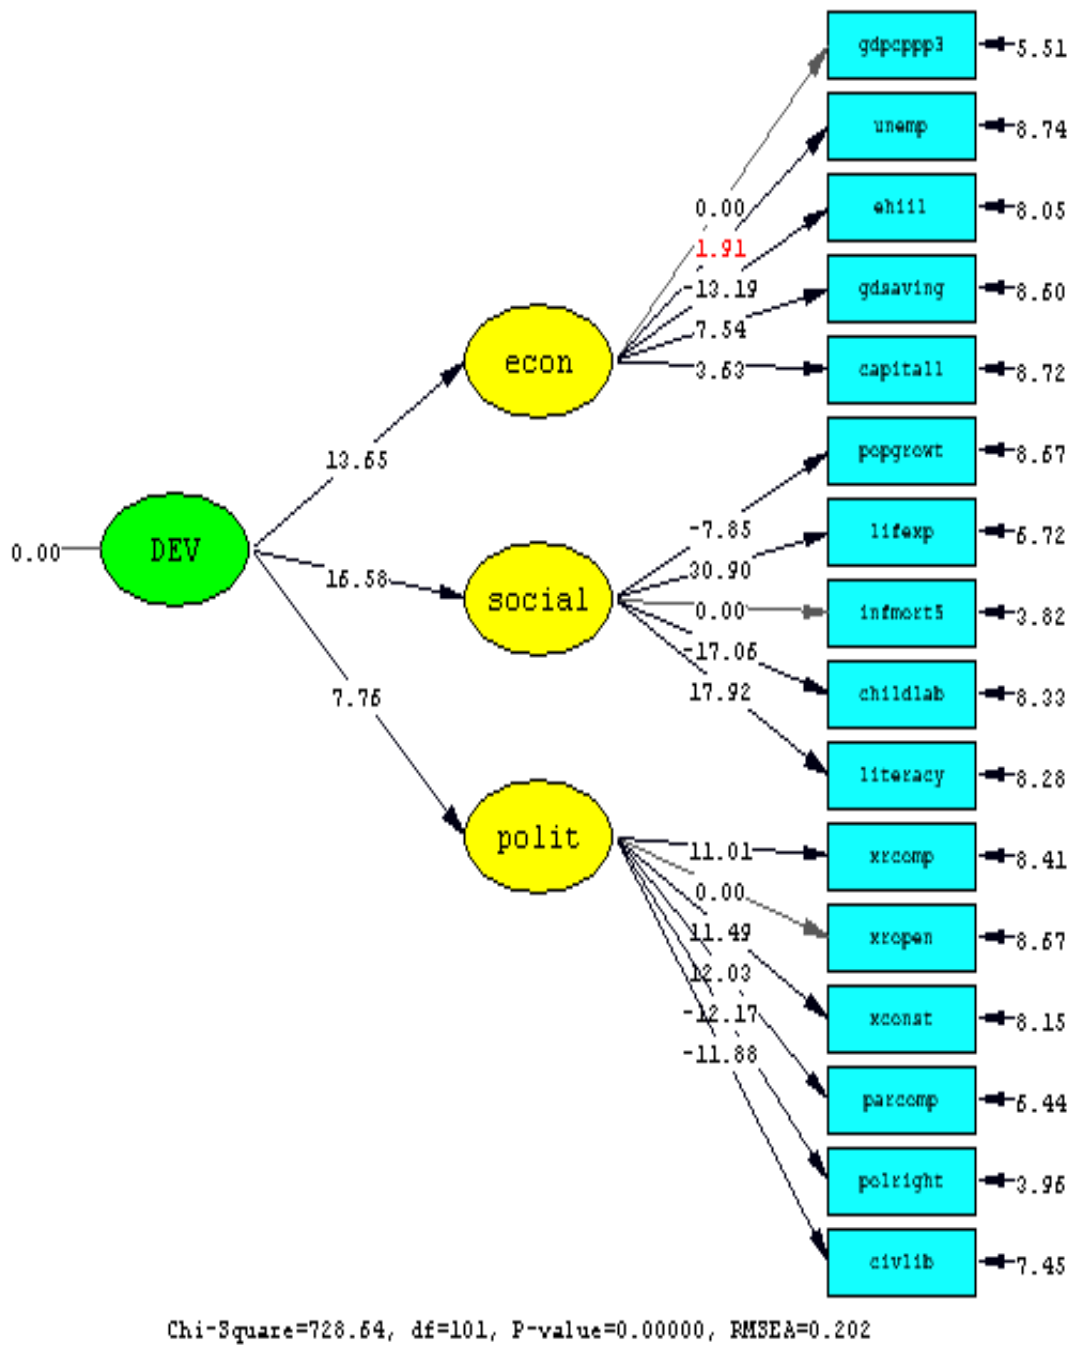 gdpcppp3
5.51
unemp
8.74
ehii1
8.05
gdsaving
8.60
capital1
8.72
popgrowt
8.67
lifexp
6.72
infmort5
3.82
childlab
8.33
literacy
8.28
xrcomp
8.41
xropen
8.67
xconst
8.15
parcomp
6.44
polright
3.96
civlib
7.45
0.00
1.91
-13.19
7.54
3.63
econ
13.65
0.00
DEV
16.58
7.76
social
-7.85
30.90
0.00
-17.06
17.92
polit
11.01
0.00
11.49
12.03
-12.17
-11.88
Chi-Square=728.64, df=101, P-value=0.00000, RMSEA=0.202